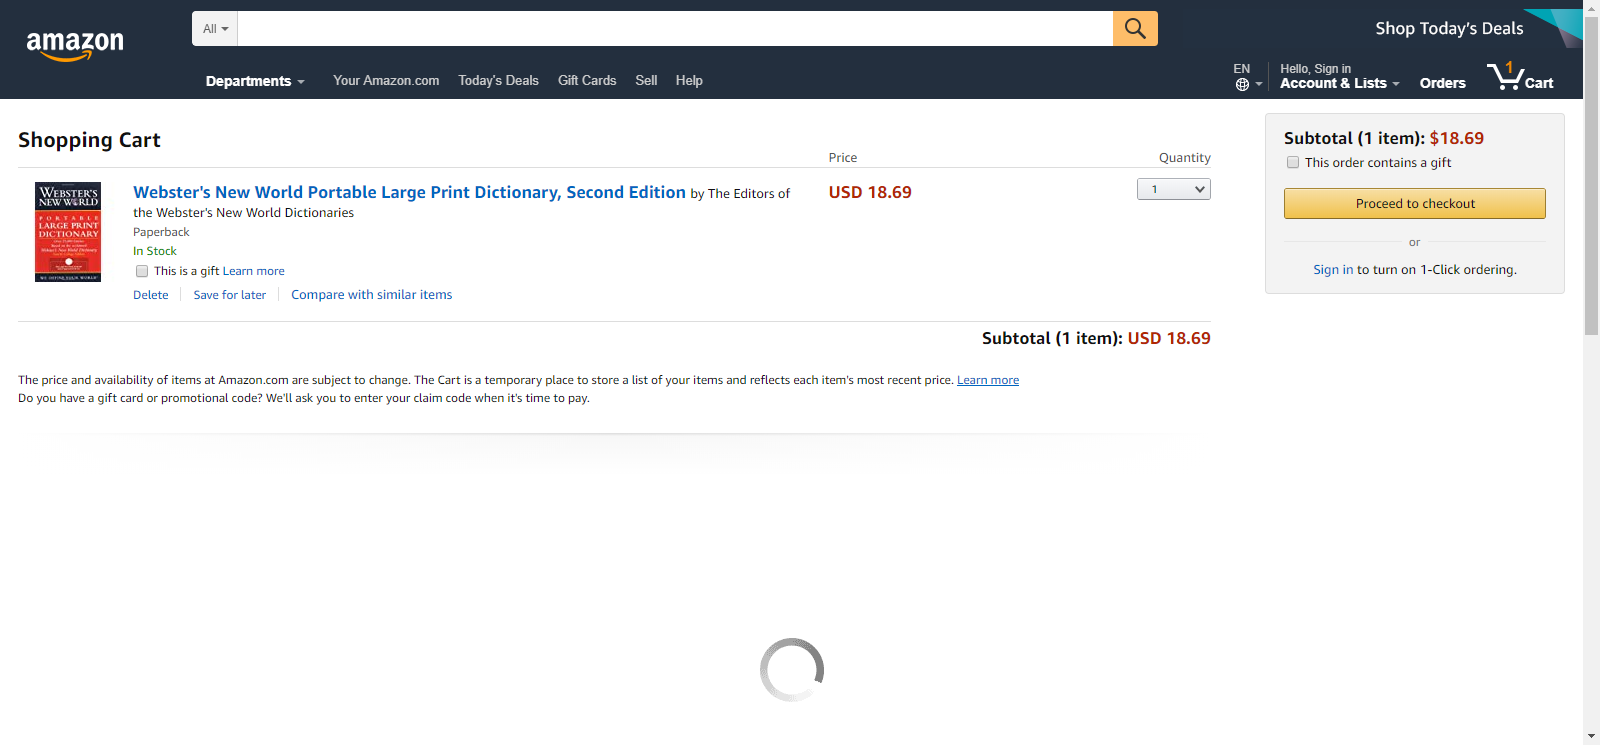 All
Shop Today's Deals
amazon
Departments
Your Amazon.com
Today's Deals
Gift Cards
Sell
Help
EN
Hello, Sign in
Account & Lists
Orders
1
Cart
Shopping Cart
Price
Quantity
WEBSTER'S
NEW WORLD
PORTABLE
LARGE PRINT
DICTIONARY
Webster's New World Portable Large Print Dictionary, Second Edition by The Editors of
the Webster's New World Dictionaries
Paperback
In Stock
This is a gift Learn more
Delete
Save for later
Compare with similar items
USD 18.69
1
Subtotal (1 item): USD 18.69
Subtotal (1 item): $18.69
This order contains a gift
Proceed to checkout
or
Sign in to turn on 1-Click ordering.
The price and availability of items at Amazon.com are subject to change. The Cart is a temporary place to store a list of your items and reflects each item's most recent price. Learn more
Do you have a gift card or promotional code? We'll ask you to enter your claim code when it's time to pay.